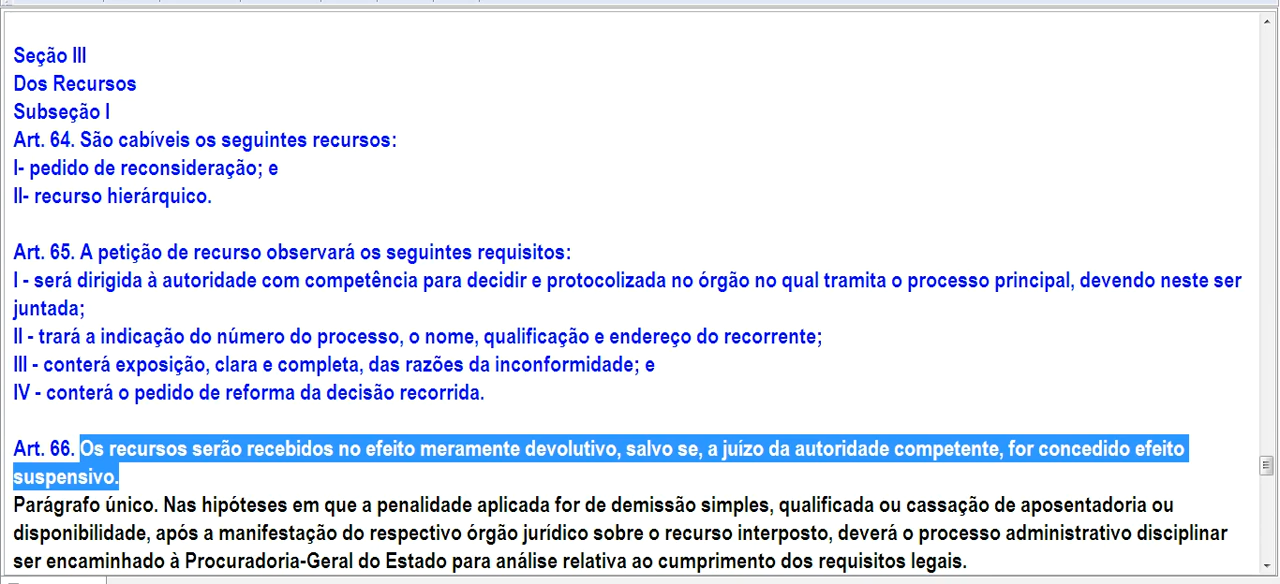 Seção III
Dos Recursos
Subseção I
Art. 64. São cabíveis os seguintes recursos:
I- pedido de reconsideração; e
II- recurso hierárquico.
Art. 65. A petição de recurso observará os seguintes requisitos:
I - será dirigida à autoridade com competência para decidir e protocolizada no órgão no qual tramita o processo principal, devendo neste ser
juntada;
II - trará a indicação do número do processo, o nome, qualificação e endereço do recorrente;
III - conterá exposição, clara e completa, das razões da inconformidade; e
IV - conterá o pedido de reforma da decisão recorrida.
Art. 66. Os recursos serão recebidos no efeito meramente devolutivo, salvo se, a juízo da autoridade competente, for concedido efeito
suspensivo.
Parágrafo único. Nas hipóteses em que a penalidade aplicada for de demissão simples, qualificada ou cassação de aposentadoria ou
disponibilidade, após a manifestação do respectivo órgão jurídico sobre o recurso interposto, deverá o processo administrativo disciplinar
ser encaminhado à Procuradoria-Geral do Estado para análise relativa ao cumprimento dos requisitos legais.